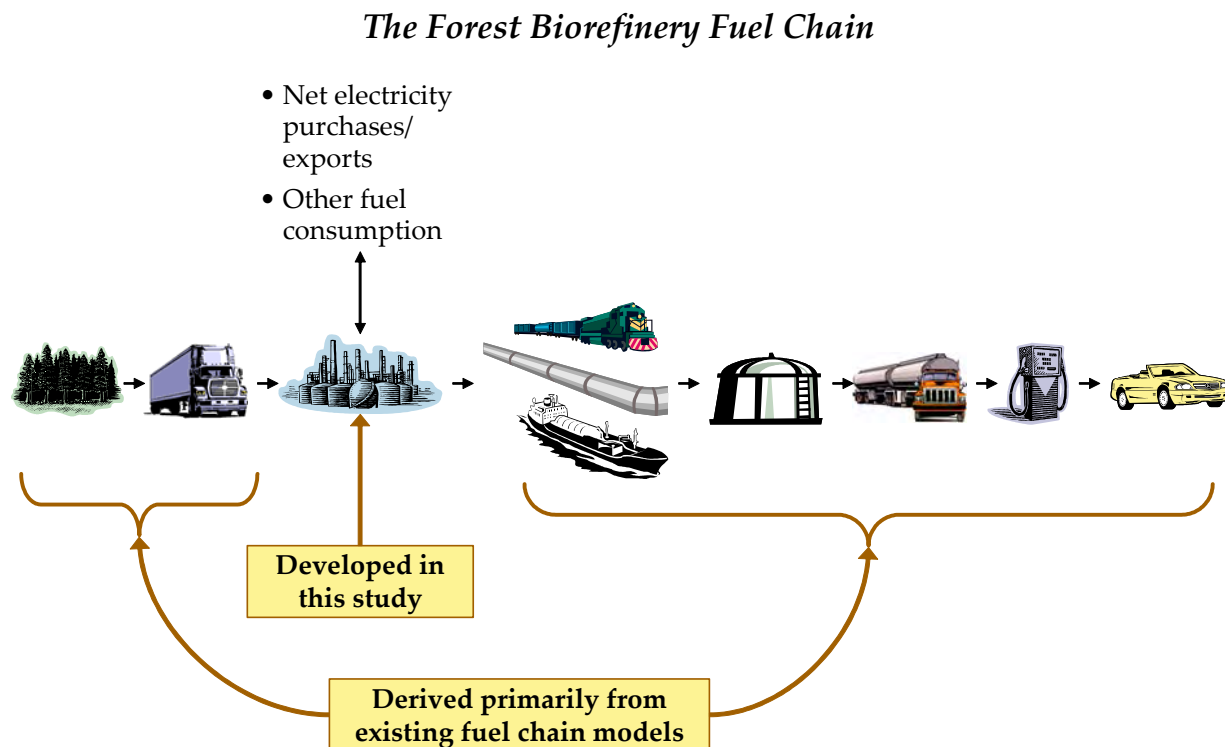 The Forest Biorefinery Fuel Chain
• Net electricity
purchases/
exports
• Other fuel
consumption
Developed in
this study
Derived primarily from
existing fuel chain models